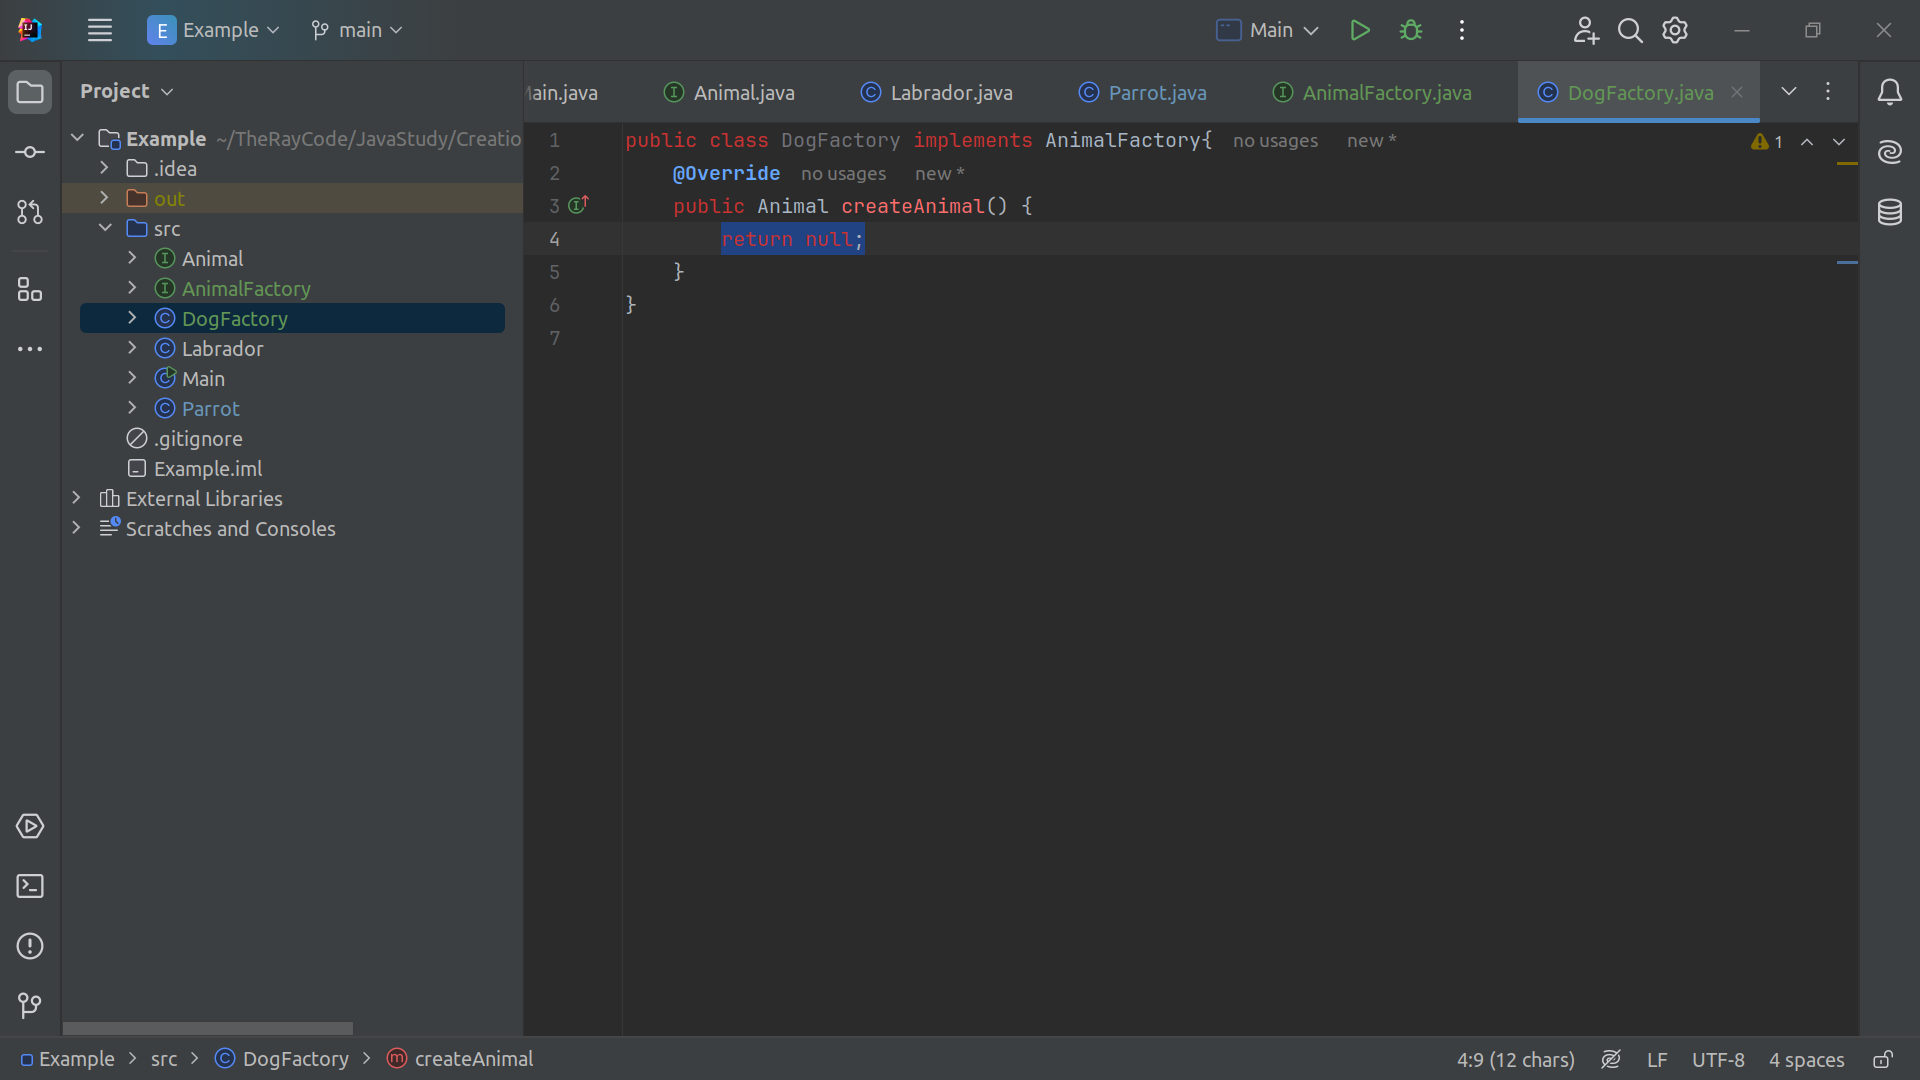 E Example main Main
Project
Example ~/TheRayCode/JavaStudy/Creatio
.idea
out
src
Animal
AnimalFactory
DogFactory
Labrador
Main
Parrot
.gitignore
Example.iml
External Libraries
Scratches and Consoles
ain.java Animal.java Labrador.java Parrot.java AnimalFactory.java DogFactory.java
1 public class DogFactory implements AnimalFactory{ no usages new *
2 @Override no usages new *
3 public Animal createAnimal() {
4 return null;
5 }
6 }
7
1
Example src DogFactory createAnimal
4:9 (12 chars) LF UTF-8 4 spaces